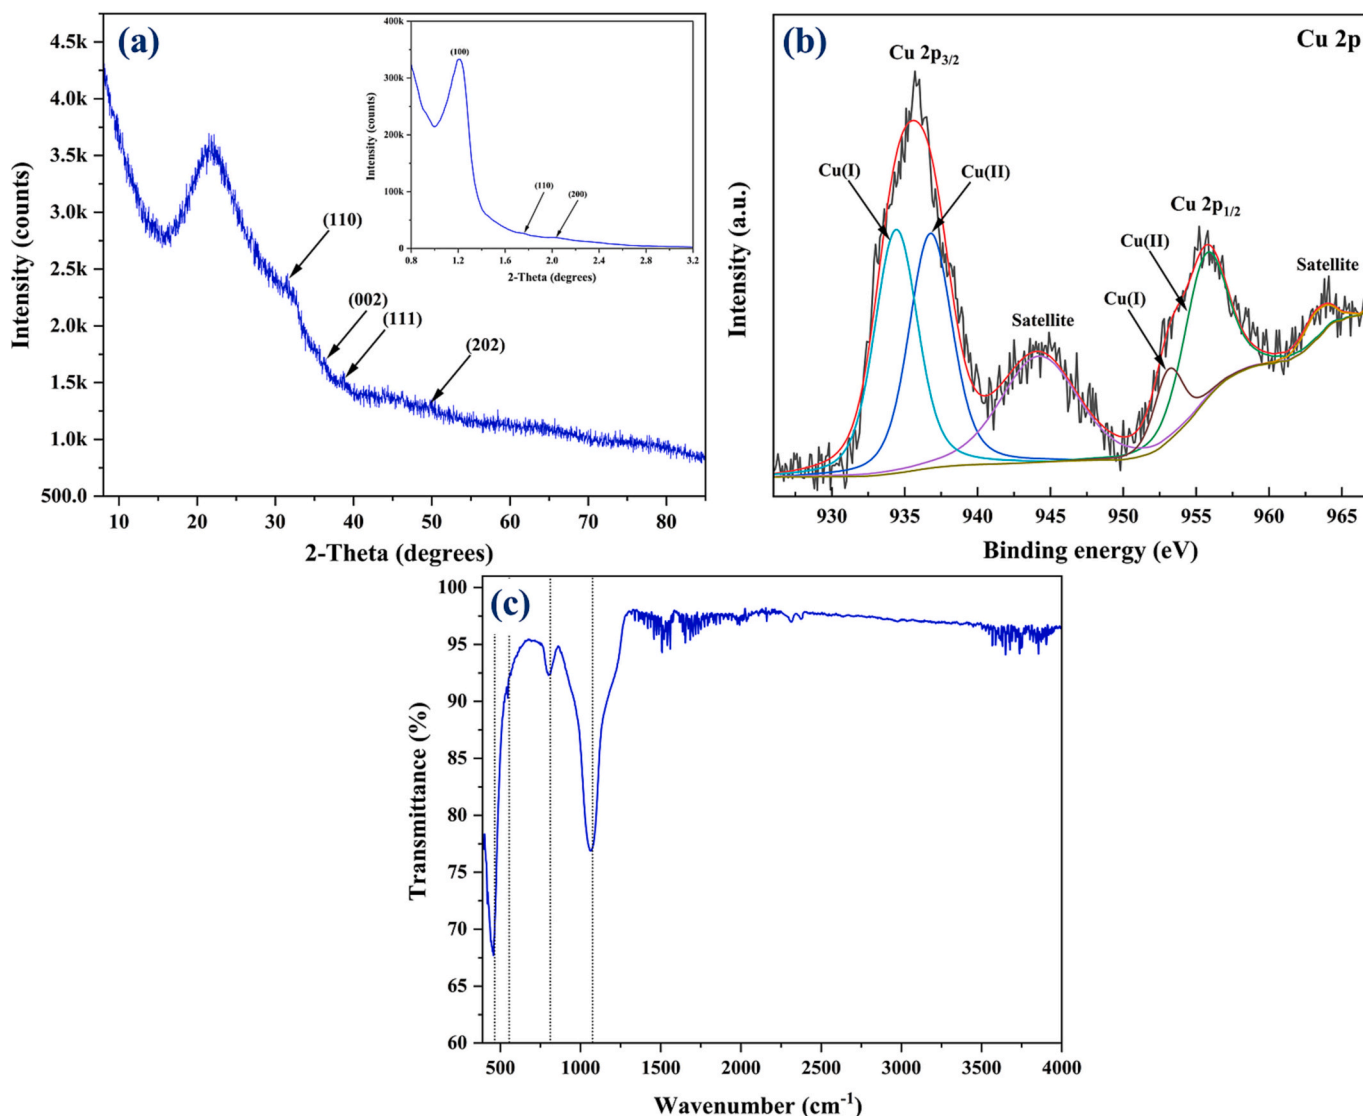 (a)
4.5k
4.0k
3.5k
3.0k
2.5k
2.0k
1.5k
1.0k
500.0
Intensity (counts)
10 20 30 40 50 60 70 80
2-Theta (degrees)
(110)
(002)
(111)
(202)
400k
300k
200k
100k
0
Intensity (counts)
(100)
(110)
(200)
0.8 1.2 1.6 2.0 2.4 2.8 3.2
2-Theta (degrees)
(b)
Cu 2p
Cu 2p3/2
Cu(I)
Cu(II)
Satellite
Cu 2p1/2
Cu(II)
Cu(I)
Satellite
Intensity (a.u.)
930 935 940 945 950 955 960 965
Binding energy (eV)
(c)
100
95
90
85
80
75
70
65
60
Transmittance (%)
500 1000 1500 2000 2500 3000 3500 4000
Wavenumber (cm-1)